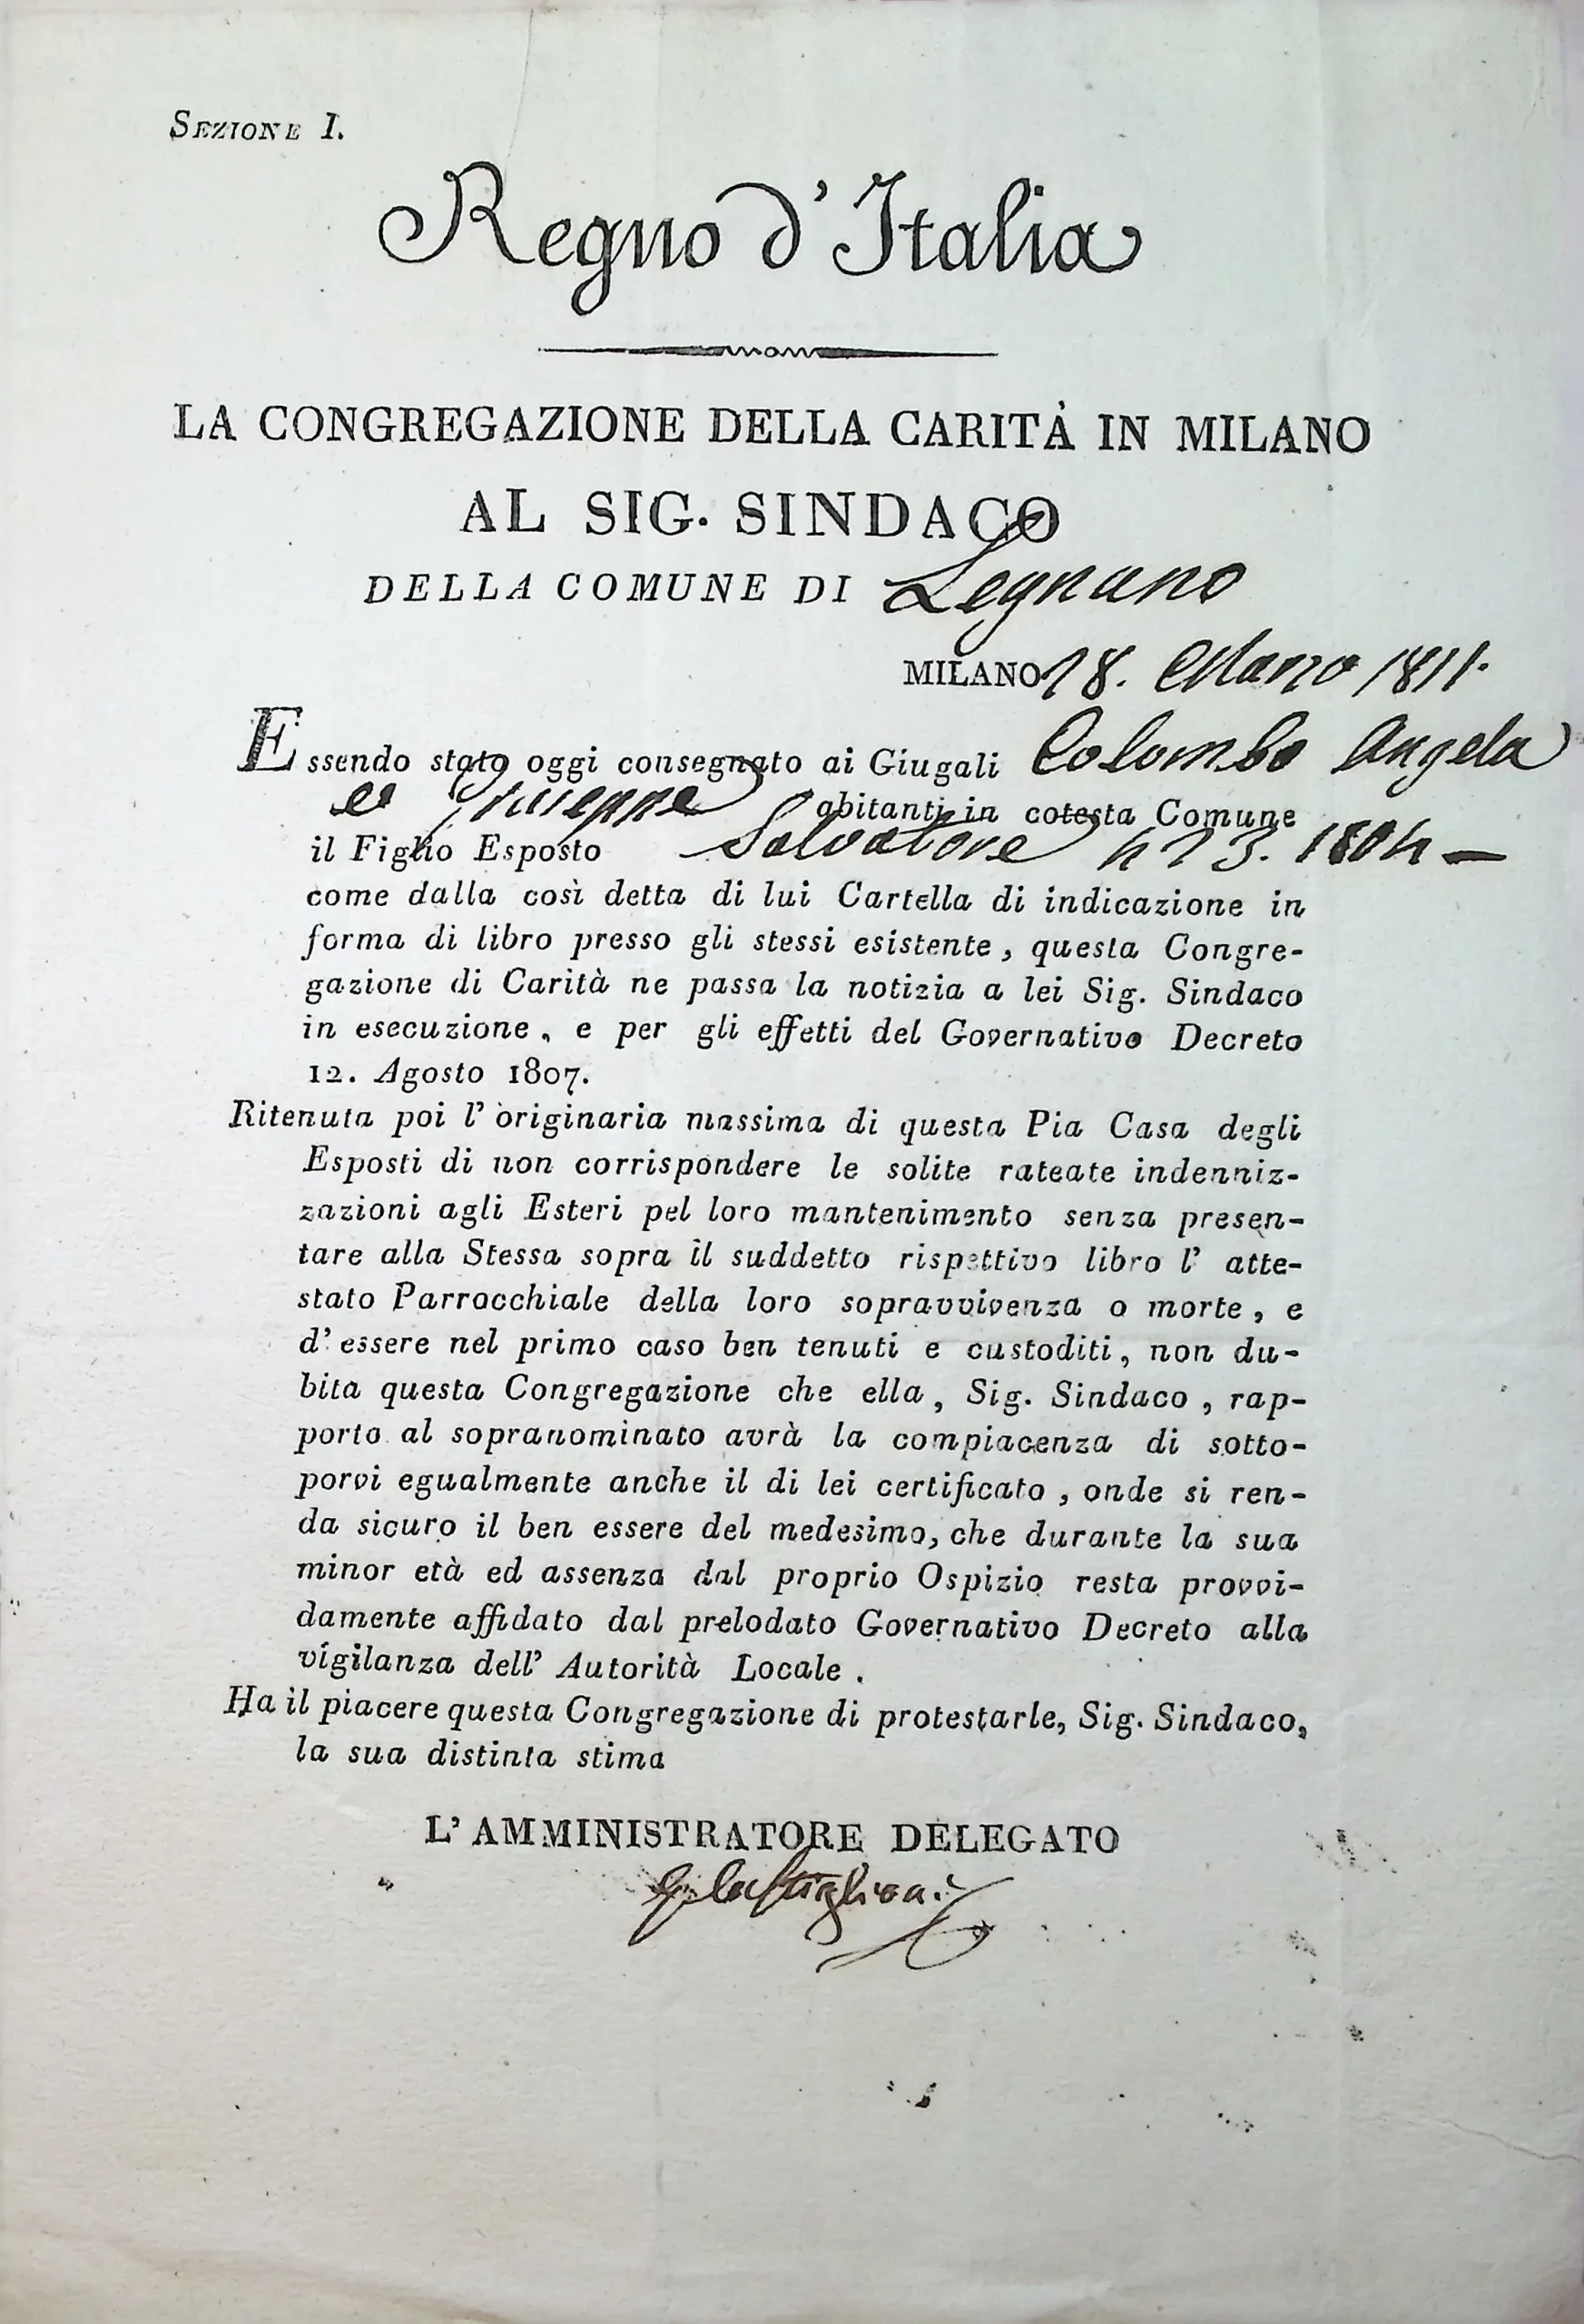 SEZIONE I.
Regno d'Italia
LA CONGREGAZIONE DELLA CARITÀ IN MILANO
AL SIG. SINDACO
DELLA COMUNE DI Legnano
MILANO 18. Marzo 1811.
Essendo stato oggi consegnato ai Giugali Colombo Angela
e Giuseppe abitanti in cotesta Comune
il Figlio Esposto Salvatore 423. 1804 —
come dalla così detta di lui Cartella di indicazione in
forma di libro presso gli stessi esistente, questa Congre-
gazione di Carità ne passa la notizia a lei Sig. Sindaco
in esecuzione, e per gli effetti del Governativo Decreto
12. Agosto 1807.
Ritenuta poi l'originaria massima di questa Pia Casa degli
Esposti di non corrispondere le solite rateate indenniz-
zazioni agli Esteri pel loro mantenimento senza presen-
tare alla Stessa sopra il suddetto rispettivo libro l' atte-
stato Parrocchiale della loro sopravvivenza o morte, e
d' essere nel primo caso ben tenuti e custoditi, non du-
bita questa Congregazione che ella, Sig. Sindaco, rap-
porto al sopranominato avrà la compiacenza di sotto-
porvi egualmente anche il di lei certificato, onde si ren-
da sicuro il ben essere del medesimo, che durante la sua
minor età ed assenza dal proprio Ospizio resta provvi-
damente affidato dal prelodato Governativo Decreto alla
vigilanza dell' Autorità Locale.
Ha il piacere questa Congregazione di protestarle, Sig. Sindaco,
la sua distinta stima
L' AMMINISTRATORE DELEGATO
Castiglioni